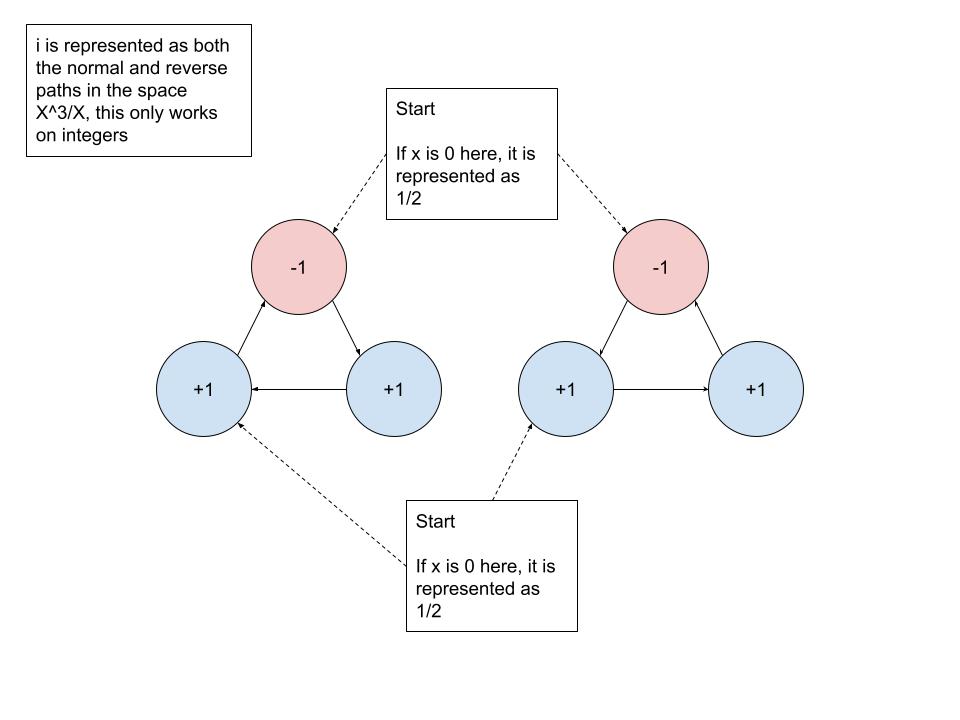 i is represented as both
the normal and reverse
paths in the space
X^3/X, this only works
on integers
Start
If x is 0 here, it is
represented as
1/2
-1
-1
+1
+1
+1
+1
Start
If x is 0 here, it is
represented as
1/2